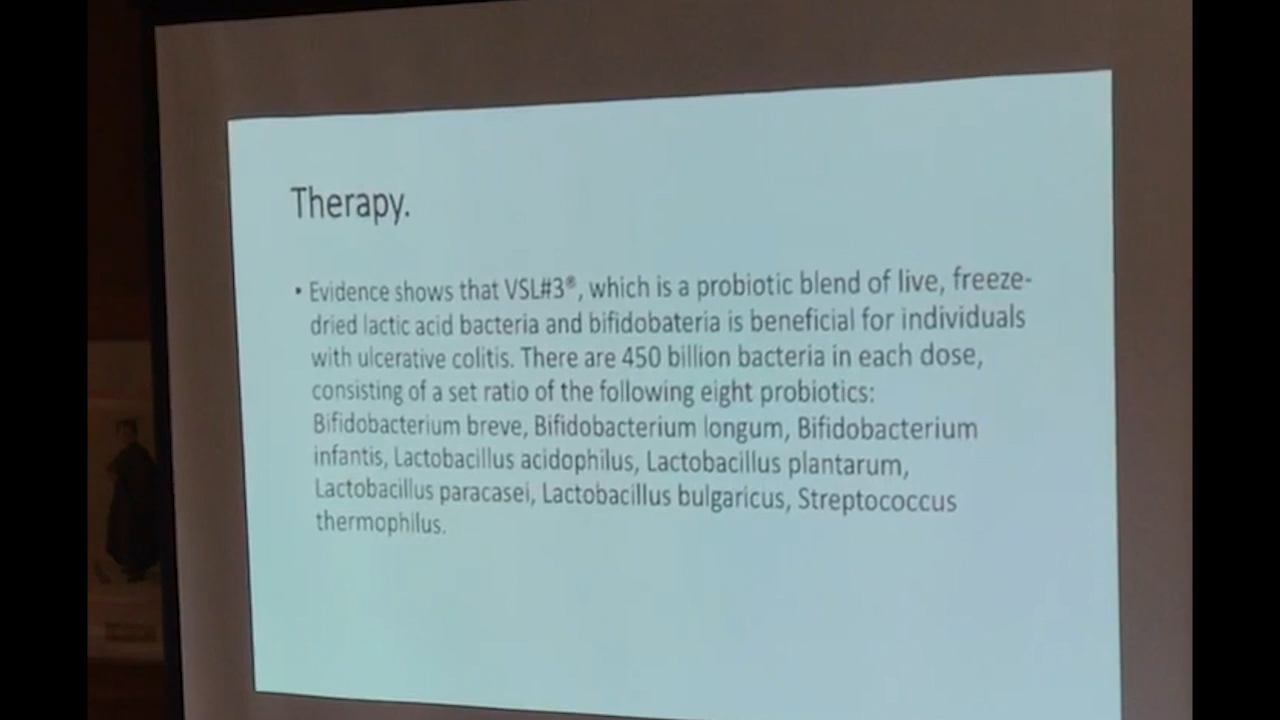 Therapy.
• Evidence shows that VSL#3®, which is a probiotic blend of live, freeze-
dried lactic acid bacteria and bifidobateria is beneficial for individuals
with ulcerative colitis. There are 450 billion bacteria in each dose,
consisting of a set ratio of the following eight probiotics:
Bifidobacterium breve, Bifidobacterium longum, Bifidobacterium
infantis, Lactobacillus acidophilus, Lactobacillus plantarum,
Lactobacillus paracasei, Lactobacillus bulgaricus, Streptococcus
thermophilus.